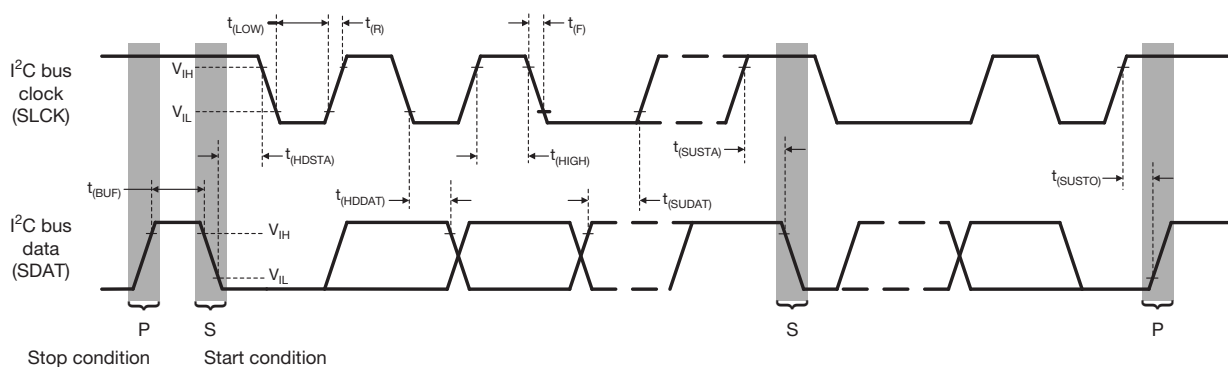 t(LOW) t(R) t(F)
I²C bus
clock
(SLCK)
VIH
VIL
t(HDSTA) t(HIGH) t(SUSTA)
t(BUF) t(HDDAT) t(SUDAT) t(SUSTO)
I²C bus
data
(SDAT)
VIH
VIL
P S S P
Stop condition Start condition